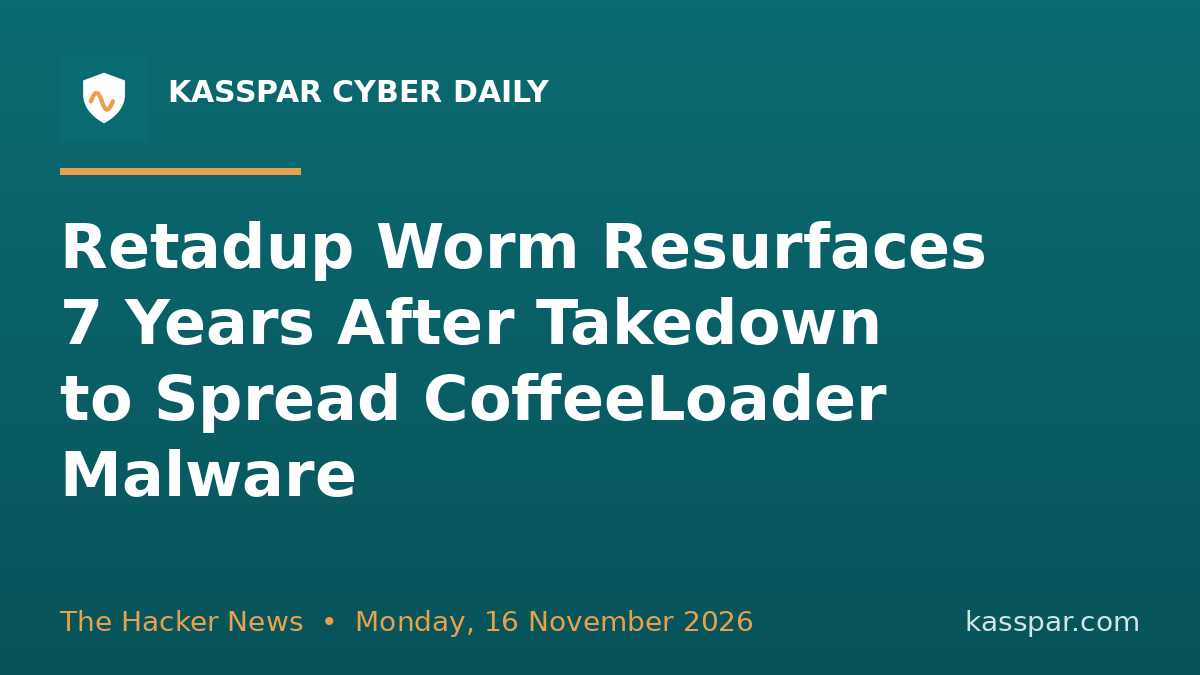 KASSPAR CYBER DAILY
Retadup Worm Resurfaces
7 Years After Takedown
to Spread CoffeeLoader
Malware
The Hacker News • Monday, 16 November 2026
kasspar.com